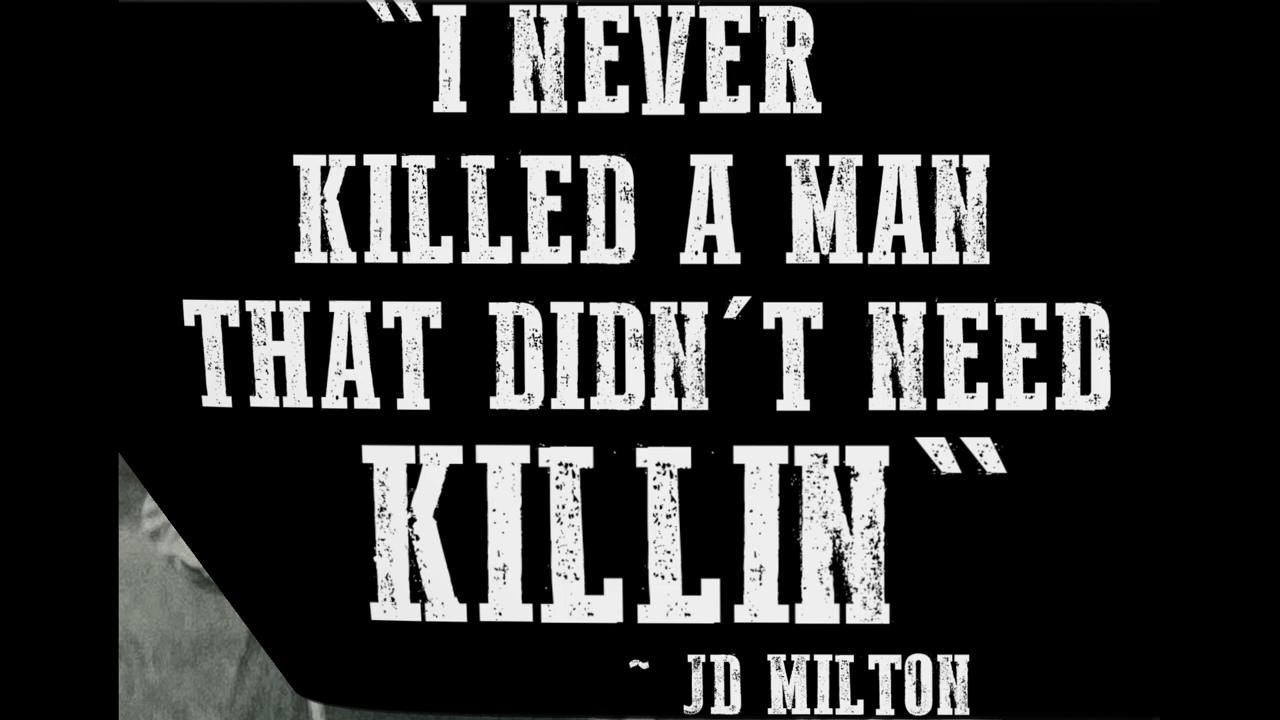 ‶I NEVER
KILLED A MAN
THAT DIDN´T NEED
KILLIN‶
~ JD MILTON